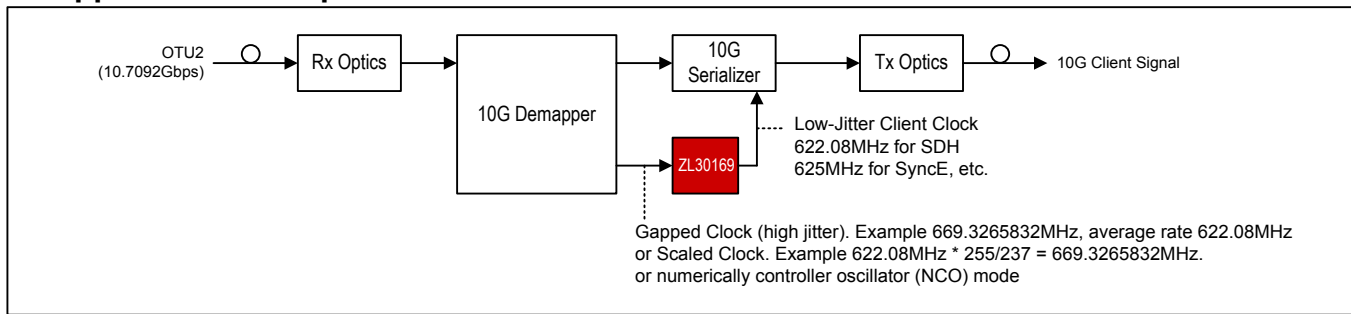 OTU2
(10.7092Gbps)
Rx Optics
10G Demapper
10G
Serializer
Tx Optics
10G Client Signal
ZL30169
Low-Jitter Client Clock
622.08MHz for SDH
625MHz for SyncE, etc.
Gapped Clock (high jitter). Example 669.3265832MHz, average rate 622.08MHz
or Scaled Clock. Example 622.08MHz * 255/237 = 669.3265832MHz.
or numerically controller oscillator (NCO) mode